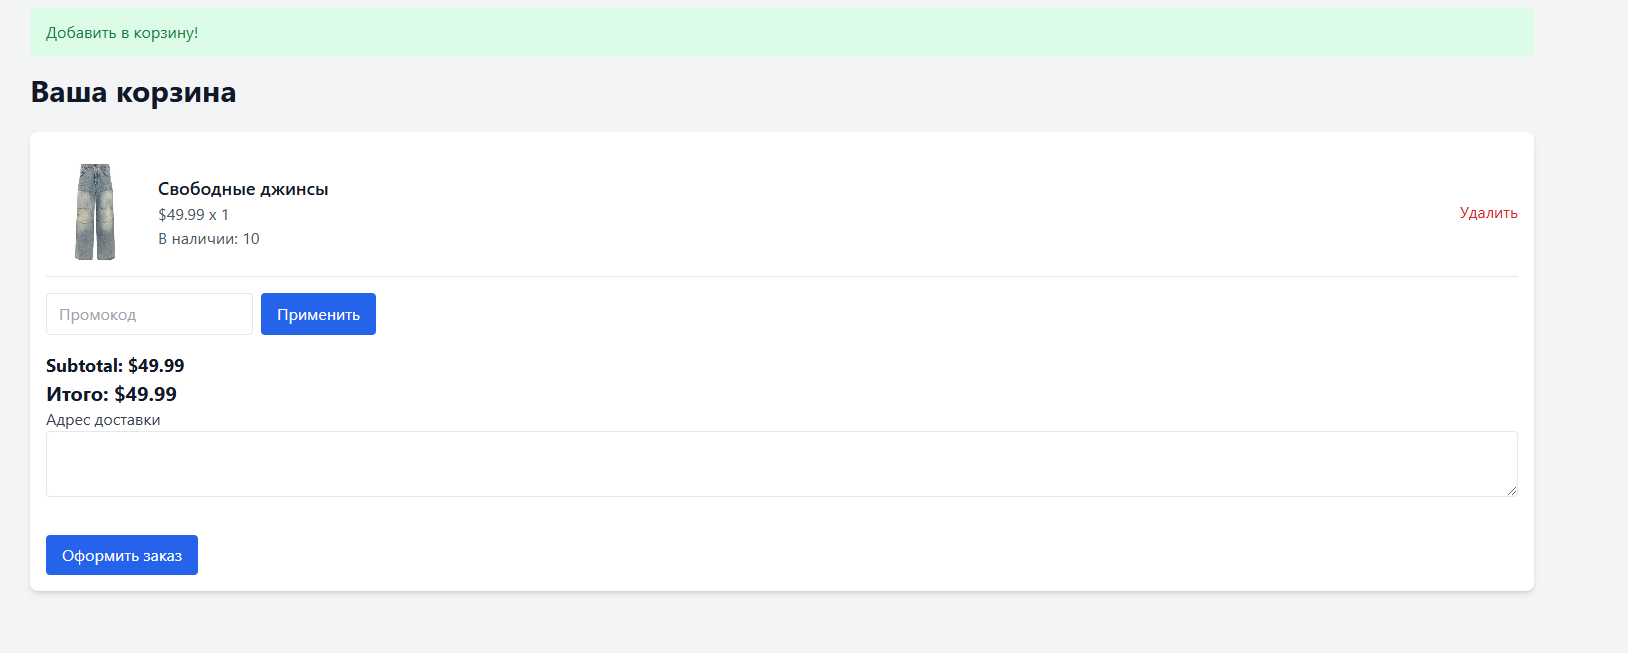 Добавить в корзину!
Ваша корзина
Свободные джинсы
$49.99 x 1
В наличии: 10
Удалить
Промокод
Применить
Subtotal: $49.99
Итого: $49.99
Адрес доставки
Оформить заказ